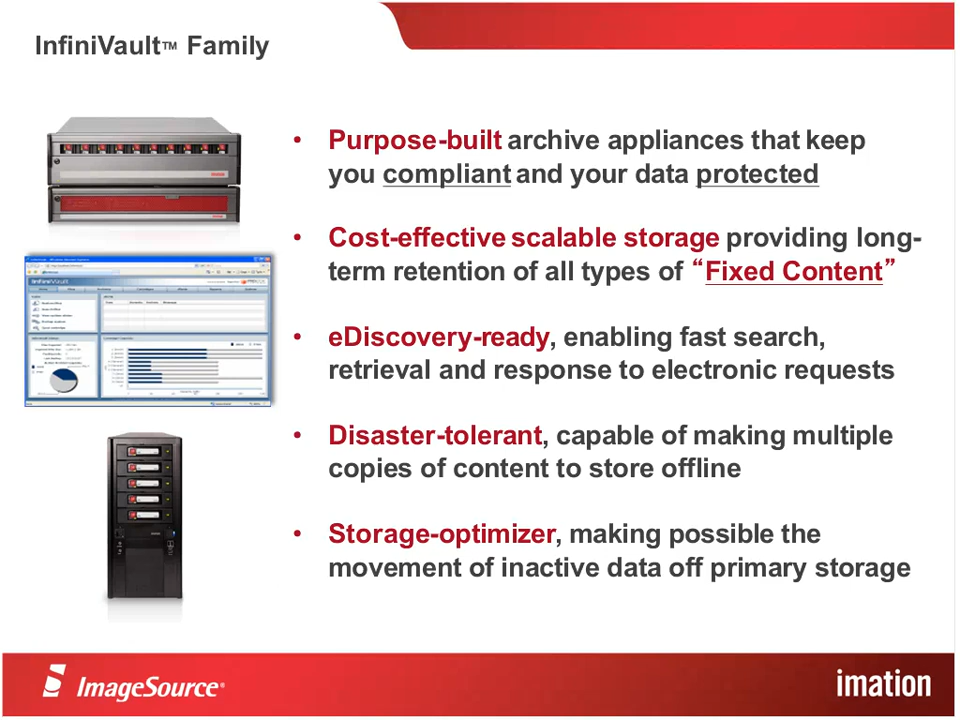 InfiniVault™ Family
• Purpose-built archive appliances that keep
you compliant and your data protected
• Cost-effective scalable storage providing long-
term retention of all types of “Fixed Content”
• eDiscovery-ready, enabling fast search,
retrieval and response to electronic requests
• Disaster-tolerant, capable of making multiple
copies of content to store offline
• Storage-optimizer, making possible the
movement of inactive data off primary storage
InfiniVault
ImageSource®
imation